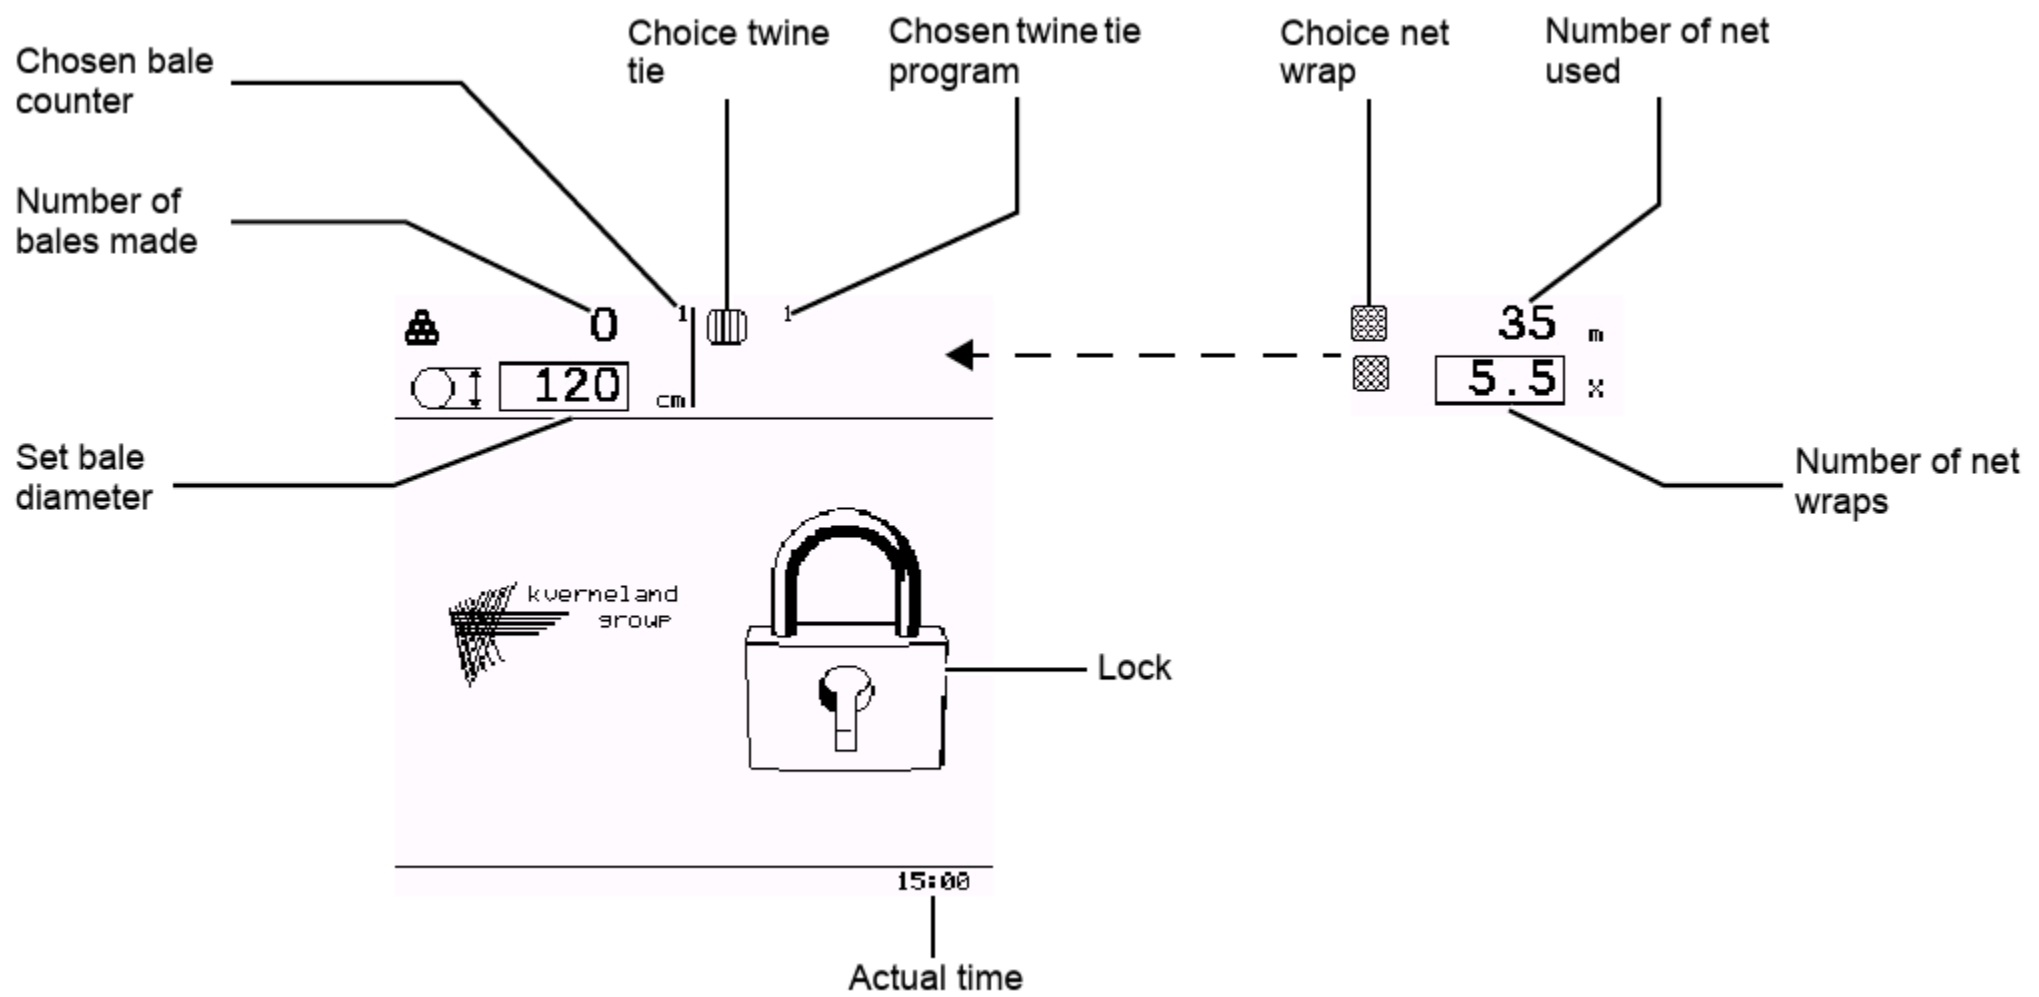 Choice twine
tie
Chosen twine tie
program
Choice net
wrap
Number of net
used
Chosen bale
counter
Number of
bales made
0
1
1
35 m
120 cm
5.5 x
Set bale
diameter
Number of net
wraps
kverneland
group
Lock
15:00
Actual time